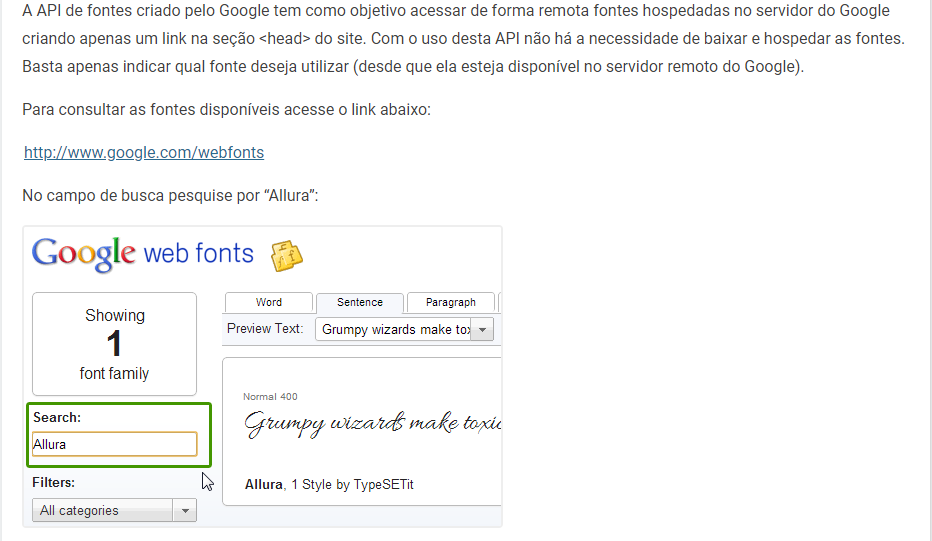 A API de fontes criado pelo Google tem como objetivo acessar de forma remota fontes hospedadas no servidor do Google
criando apenas um link na seção <head> do site. Com o uso desta API não há a necessidade de baixar e hospedar as fontes.
Basta apenas indicar qual fonte deseja utilizar (desde que ela esteja disponível no servidor remoto do Google).
Para consultar as fontes disponíveis acesse o link abaixo:
http://www.google.com/webfonts
No campo de busca pesquise por “Allura”:
Google web fonts
Showing
1
font family
Search:
Allura
Filters:
All categories
Word Sentence Paragraph
Preview Text: Grumpy wizards make to
Normal 400
Grumpy wizards make toxic
Allura, 1 Style by TypeSETit